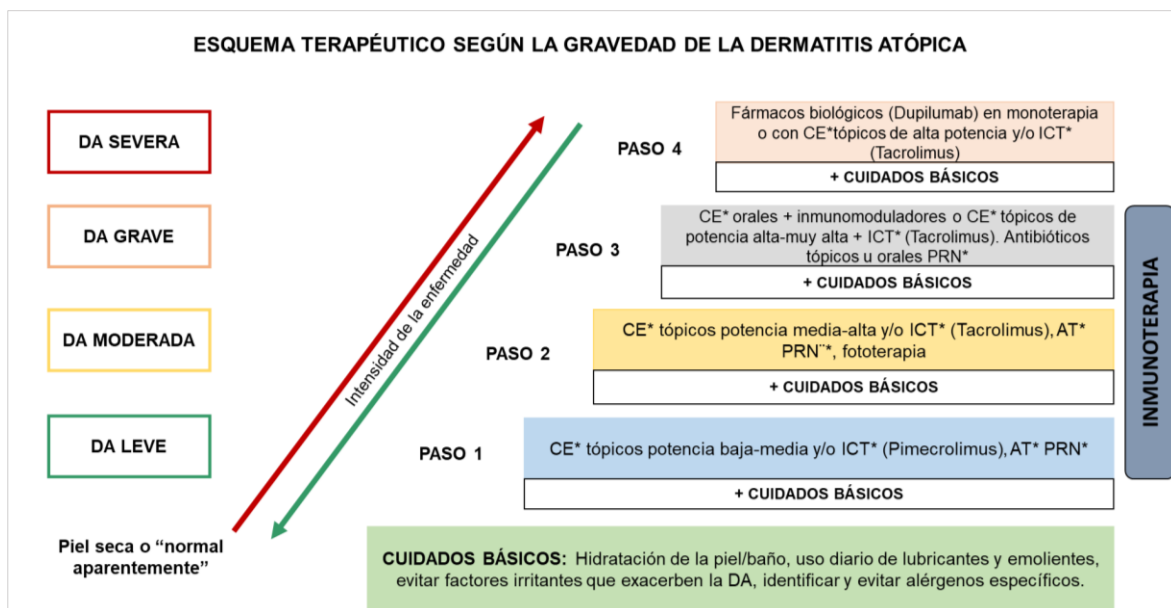 ESQUEMA TERAPÉUTICO SEGÚN LA GRAVEDAD DE LA DERMATITIS ATÓPICA
DA SEVERA
PASO 4
Fármacos biológicos (Dupilumab) en monoterapia
o con CE*tópicos de alta potencia y/o ICT*
(Tacrolimus)
+ CUIDADOS BÁSICOS
DA GRAVE
PASO 3
CE* orales + inmunomoduladores o CE* tópicos de
potencia alta-muy alta + ICT* (Tacrolimus). Antibióticos
tópicos u orales PRN*
+ CUIDADOS BÁSICOS
DA MODERADA
PASO 2
CE* tópicos potencia media-alta y/o ICT* (Tacrolimus), AT*
PRN¨*, fototerapia
+ CUIDADOS BÁSICOS
DA LEVE
PASO 1
CE* tópicos potencia baja-media y/o ICT* (Pimecrolimus), AT* PRN*
+ CUIDADOS BÁSICOS
Intensidad de la enfermedad
INMUNOTERAPIA
Piel seca o “normal
aparentemente”
CUIDADOS BÁSICOS: Hidratación de la piel/baño, uso diario de lubricantes y emolientes,
evitar factores irritantes que exacerben la DA, identificar y evitar alérgenos específicos.